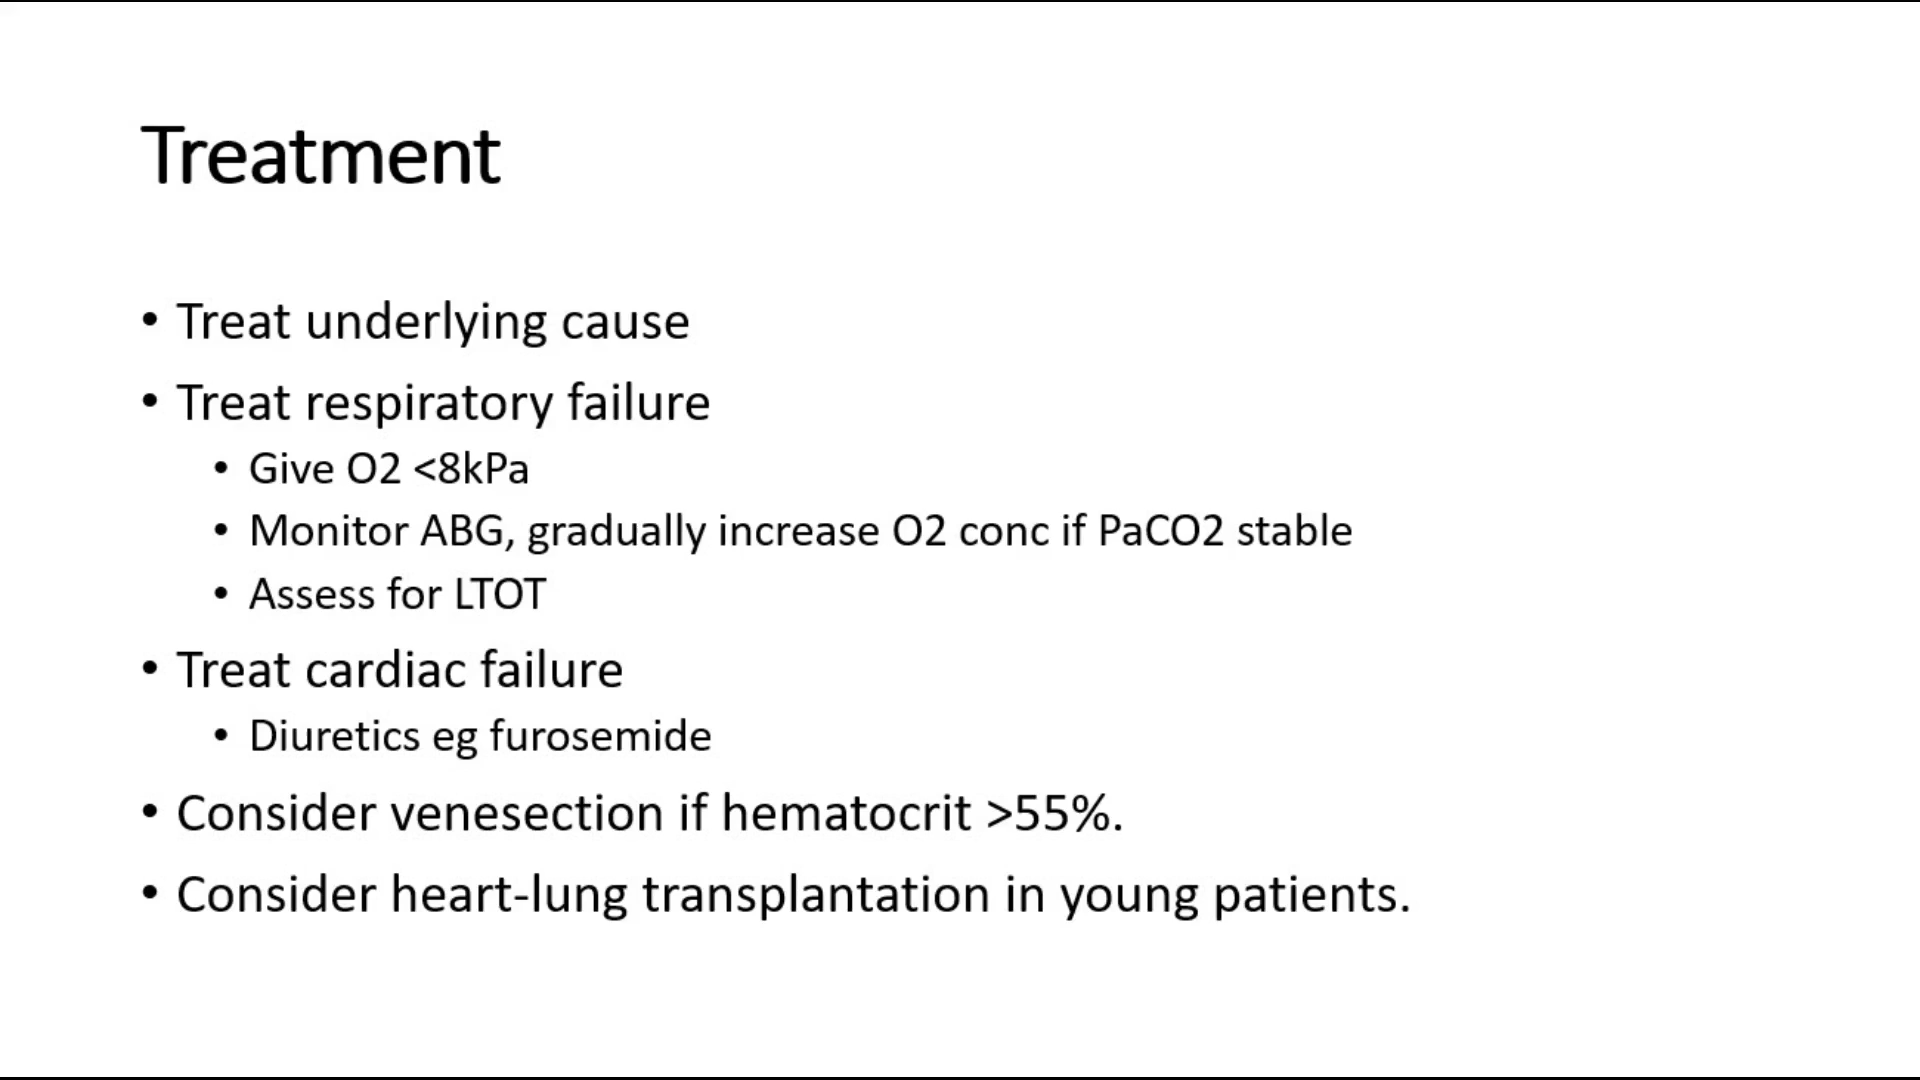 Treatment
• Treat underlying cause
• Treat respiratory failure
• Give O2 <8kPa
• Monitor ABG, gradually increase O2 conc if PaCO2 stable
• Assess for LTOT
• Treat cardiac failure
• Diuretics eg furosemide
• Consider venesection if hematocrit >55%.
• Consider heart-lung transplantation in young patients.